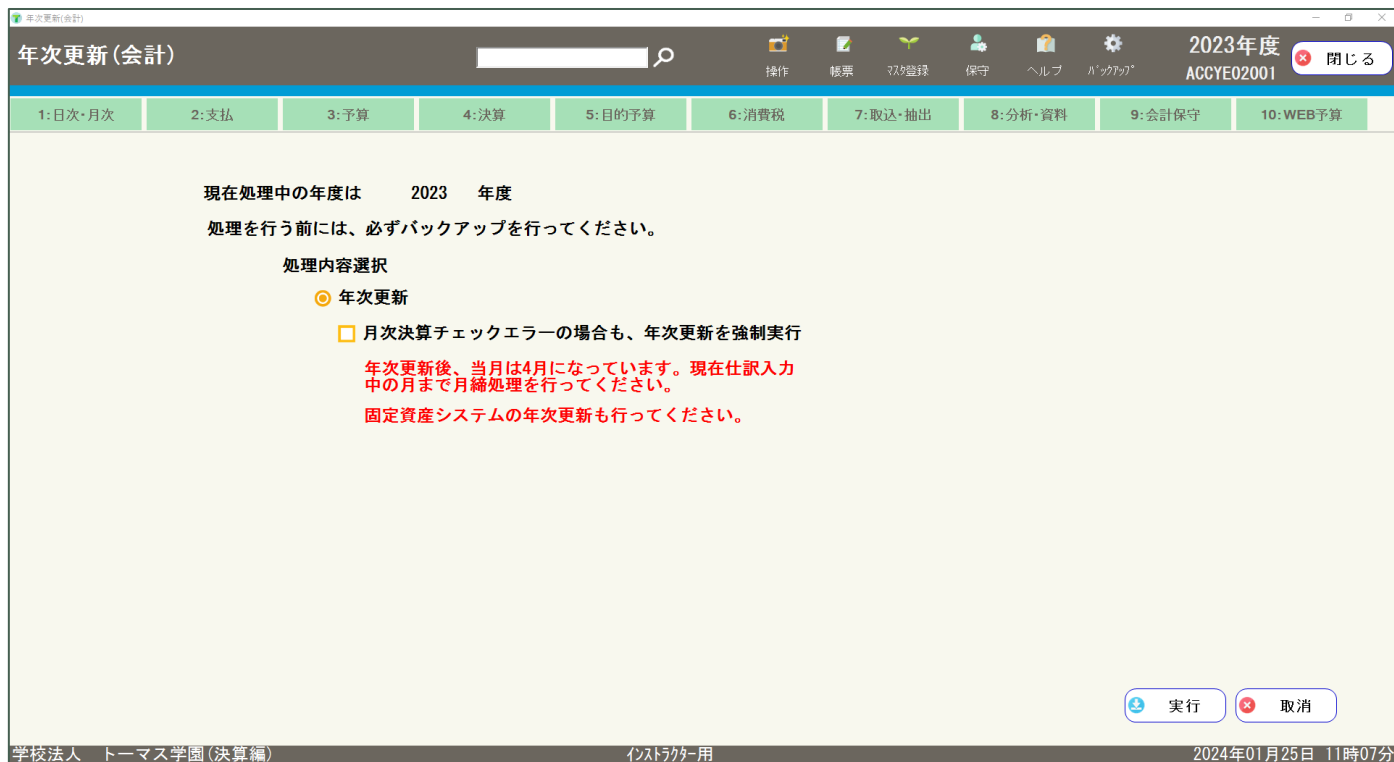 年次更新(会計)
年次更新(会計)
操作
帳票
ﾏｽﾀ登録
保守
ヘルプ
ﾊﾞｯｸｱｯﾌﾟ
2023年度
ACCYE02001
閉じる
1:日次・月次
2:支払
3:予算
4:決算
5:目的予算
6:消費税
7:取込・抽出
8:分析・資料
9:会計保守
10:WEB予算
現在処理中の年度は 2023 年度
処理を行う前には、必ずバックアップを行ってください。
処理内容選択
年次更新
月次決算チェックエラーの場合も、年次更新を強制実行
年次更新後、当月は4月になっています。現在仕訳入力
中の月まで月締処理を行ってください。
固定資産システムの年次更新も行ってください。
実行
取消
学校法人 トーマス学園(決算編)
ｲﾝｽﾄﾗｸﾀｰ用
2024年01月25日 11時07分